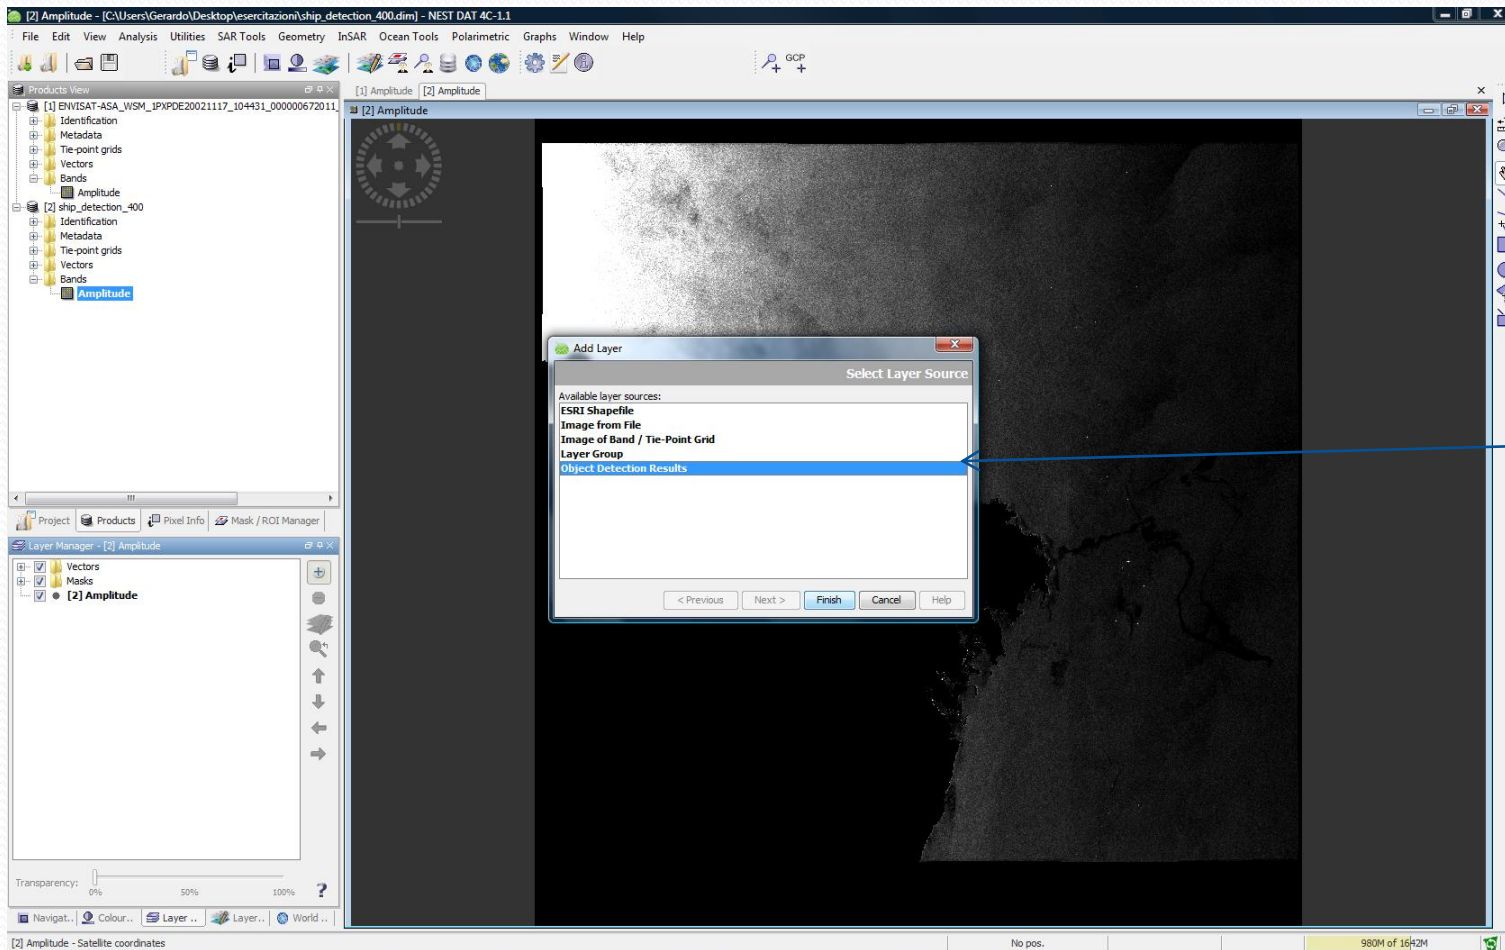 [2] Amplitude - [C:\Users\Gerardo\Desktop\esercitazioni\ship_detection_400.dim] - NEST DAT 4C-1.1
File Edit View Analysis Utilities SAR Tools Geometry InSAR Ocean Tools Polarimetric Graphs Window Help
GCP
Products View
[1] ENVISAT-ASA_WSM_1PXPDE20021117_104431_000000672011_
Identification
Metadata
Tie-point grids
Vectors
Bands
Amplitude
[2] ship_detection_400
Identification
Metadata
Tie-point grids
Vectors
Bands
Amplitude
Project Products Pixel Info Mask / ROI Manager
Layer Manager - [2] Amplitude
Vectors
Masks
[2] Amplitude
Transparency:
0% 50% 100%
?
Navigat.. Colour.. Layer .. Layer.. World ..
[1] Amplitude [2] Amplitude
[2] Amplitude
Add Layer
Select Layer Source
Available layer sources:
ESRI Shapefile
Image from File
Image of Band / Tie-Point Grid
Layer Group
Object Detection Results
< Previous Next > Finish Cancel Help
[2] Amplitude - Satellite coordinates No pos. 980M of 1642M